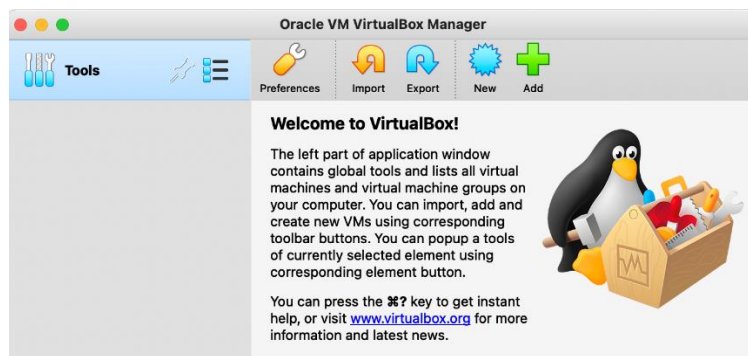 Oracle VM VirtualBox Manager
Tools
Preferences
Import
Export
New
Add
Welcome to VirtualBox!
The left part of application window
contains global tools and lists all virtual
machines and virtual machine groups on
your computer. You can import, add and
create new VMs using corresponding
toolbar buttons. You can popup a tools
of currently selected element using
corresponding element button.
You can press the ⌘? key to get instant
help, or visit www.virtualbox.org for more
information and latest news.